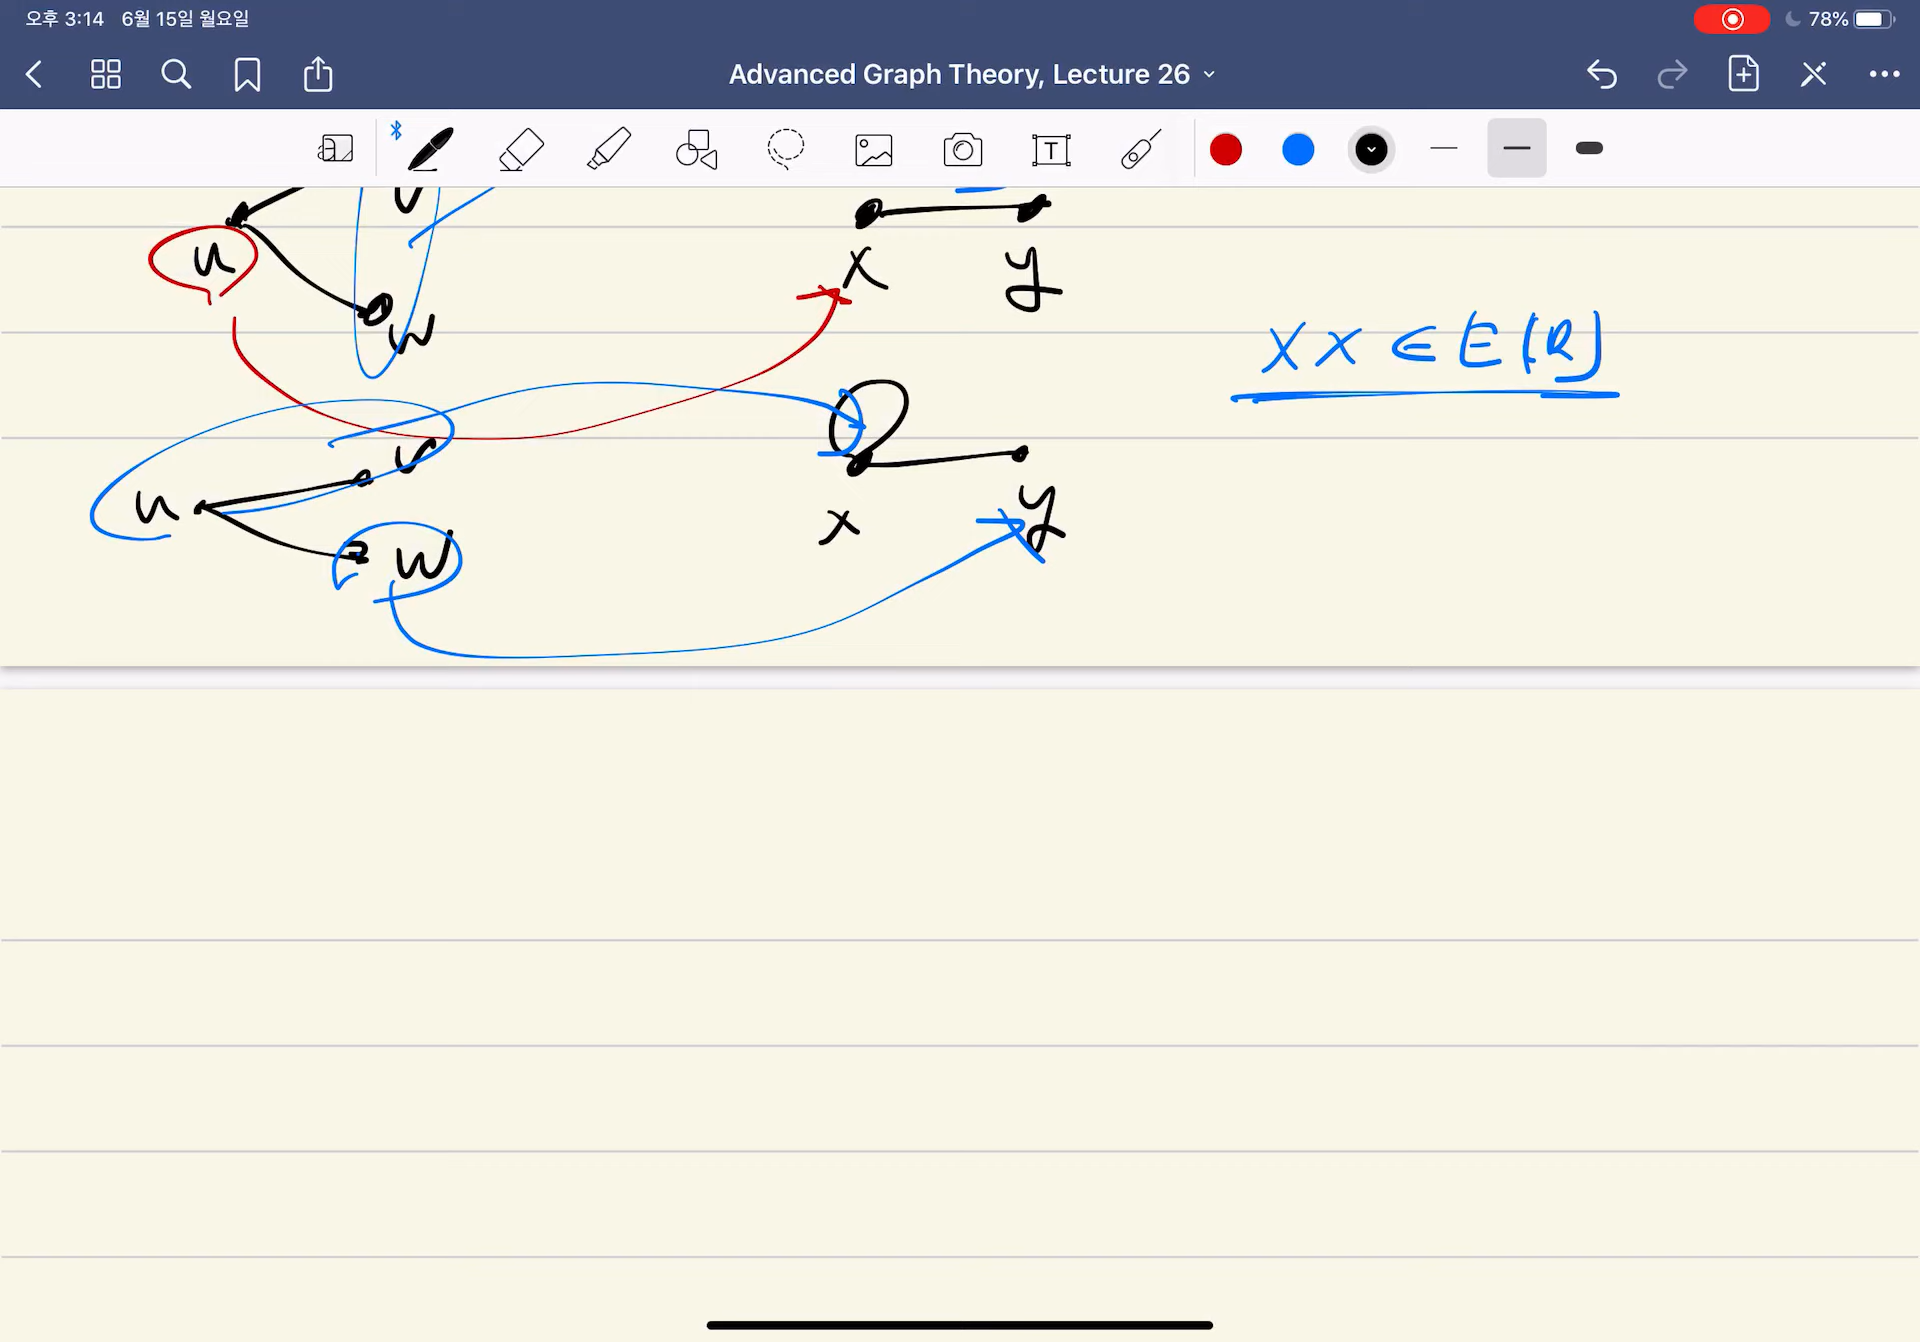 오후 3:14 6월 15일 월요일
78%
Advanced Graph Theory, Lecture 26
a
T
v
u
x y
w
xx ∈ E(R)
v
u
x y
w